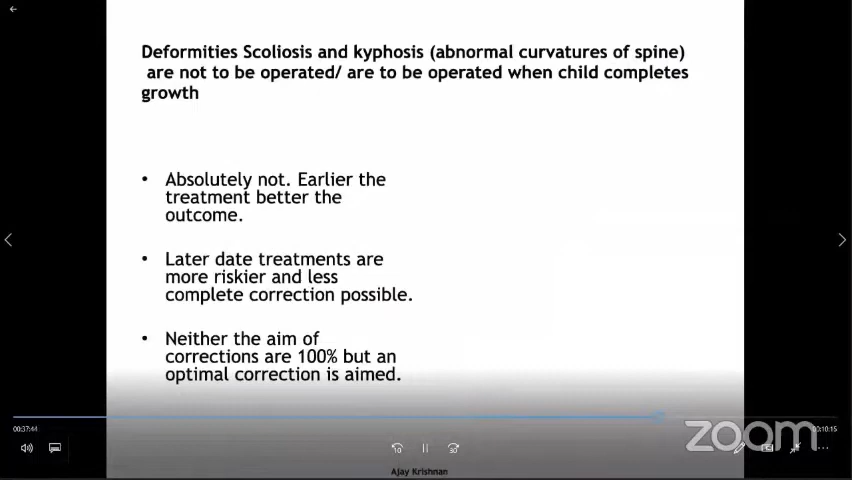 Deformities Scoliosis and kyphosis (abnormal curvatures of spine)
are not to be operated/ are to be operated when child completes
growth
• Absolutely not. Earlier the
treatment better the
outcome.
• Later date treatments are
more riskier and less
complete correction possible.
• Neither the aim of
corrections are 100% but an
optimal correction is aimed.
00:37:44
00:10:15
zoom
10
30
Ajay Krishnan